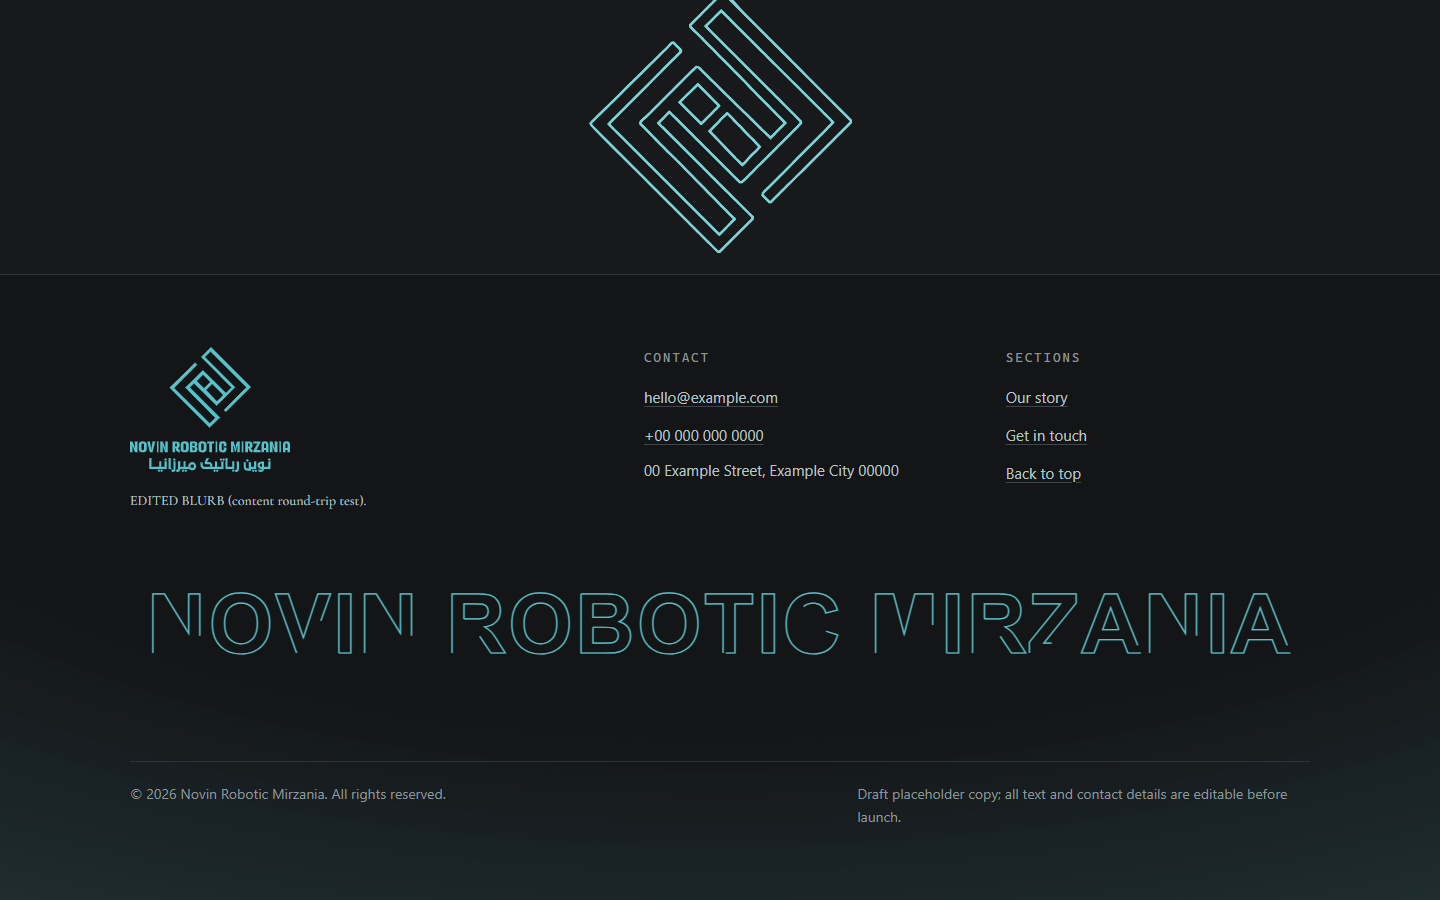 NOVIN ROBOTIC MIRZANIA
نوین رباتیک میرزانیا
EDITED BLURB (content round-trip test).
CONTACT
hello@example.com
+00 000 000 0000
00 Example Street, Example City 00000
SECTIONS
Our story
Get in touch
Back to top
NOVIN ROBOTIC MIRZANIA
© 2026 Novin Robotic Mirzania. All rights reserved.
Draft placeholder copy; all text and contact details are editable before
launch.